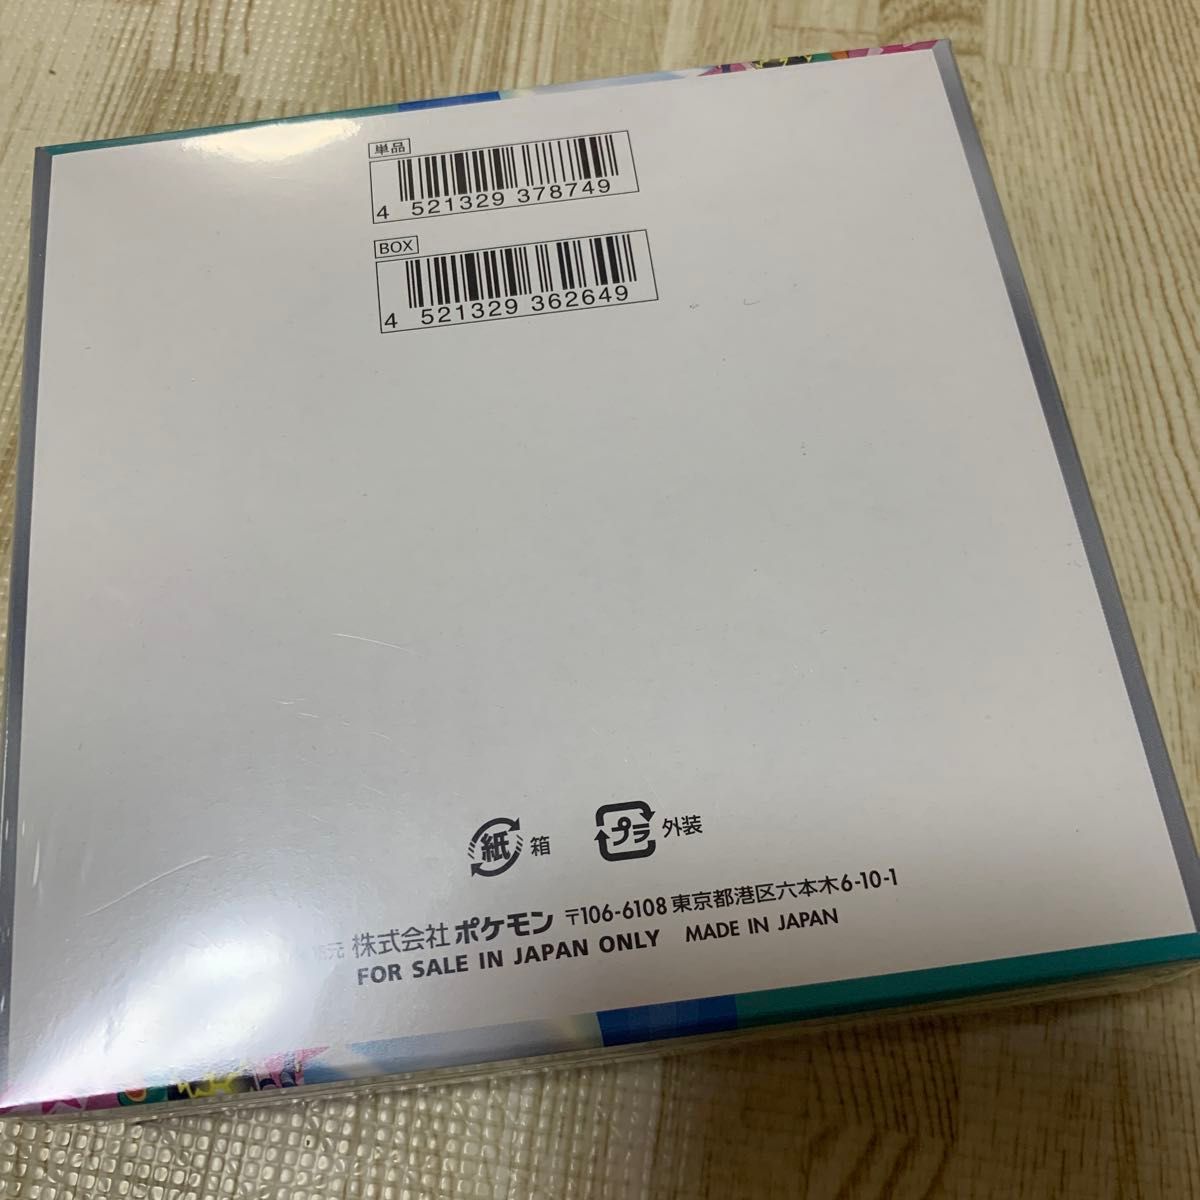 単品
4 521329 378749
BOX
4 521329 362649
紙 箱 プラ 外装
元 株式会社 ポケモン 〒106-6108 東京都港区六本木6-10-1
FOR SALE IN JAPAN ONLY MADE IN JAPAN